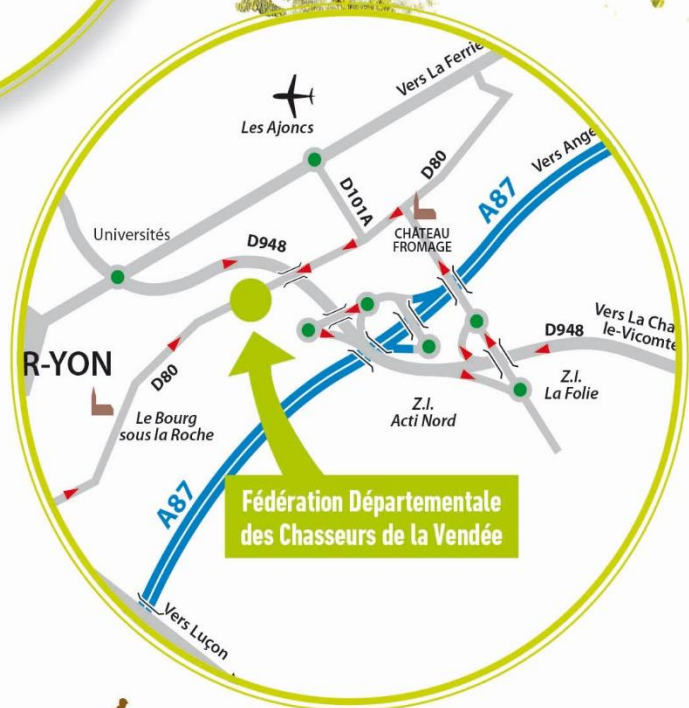 Vers La Ferrie
Les Ajoncs
D80
Vers Ange
D101A
A87
CHÂTEAU
FROMAGE
Universités
D948
Vers La Cha
le-Vicomte
D948
R-YON
D80
Z.I.
La Folie
Z.I.
Acti Nord
Le Bourg
sous la Roche
A87
Fédération Départementale
des Chasseurs de la Vendée
Vers Luçon